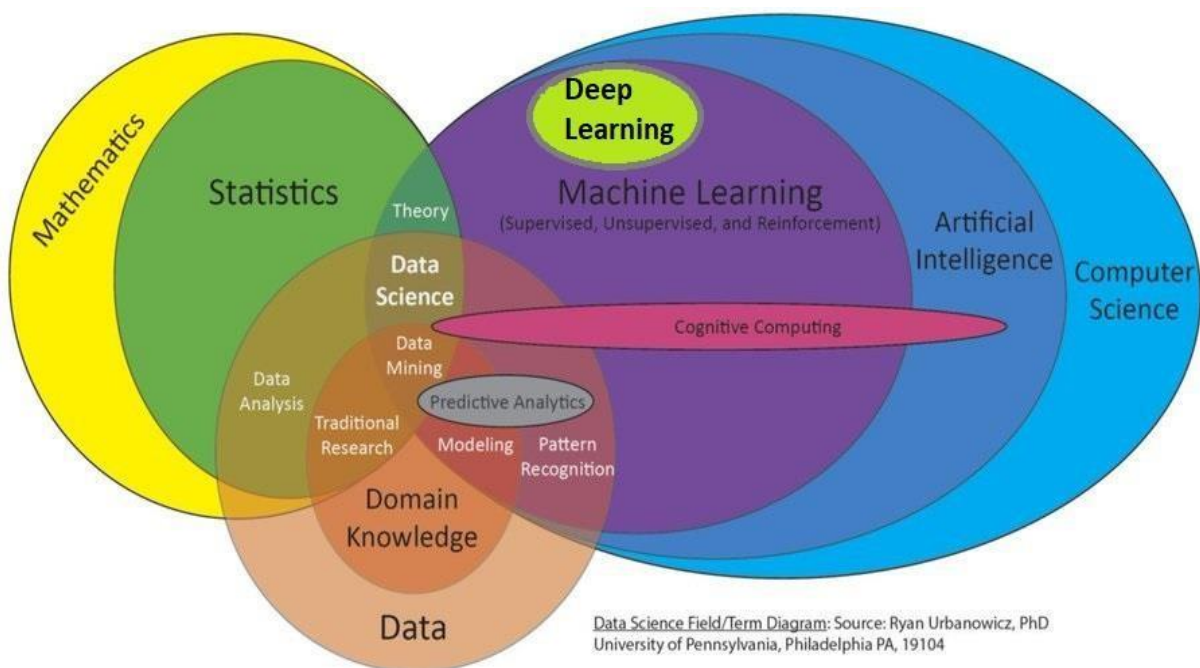 Deep
Learning
Mathematics
Statistics
Machine Learning
(Supervised, Unsupervised, and Reinforcement)
Theory
Artificial
Intelligence
Computer
Science
Data
Science
Cognitive Computing
Data
Mining
Data
Analysis
Predictive Analytics
Traditional
Research
Modeling
Pattern
Recognition
Domain
Knowledge
Data
Data Science Field/Term Diagram: Source: Ryan Urbanowicz, PhD
University of Pennsylvania, Philadelphia PA, 19104